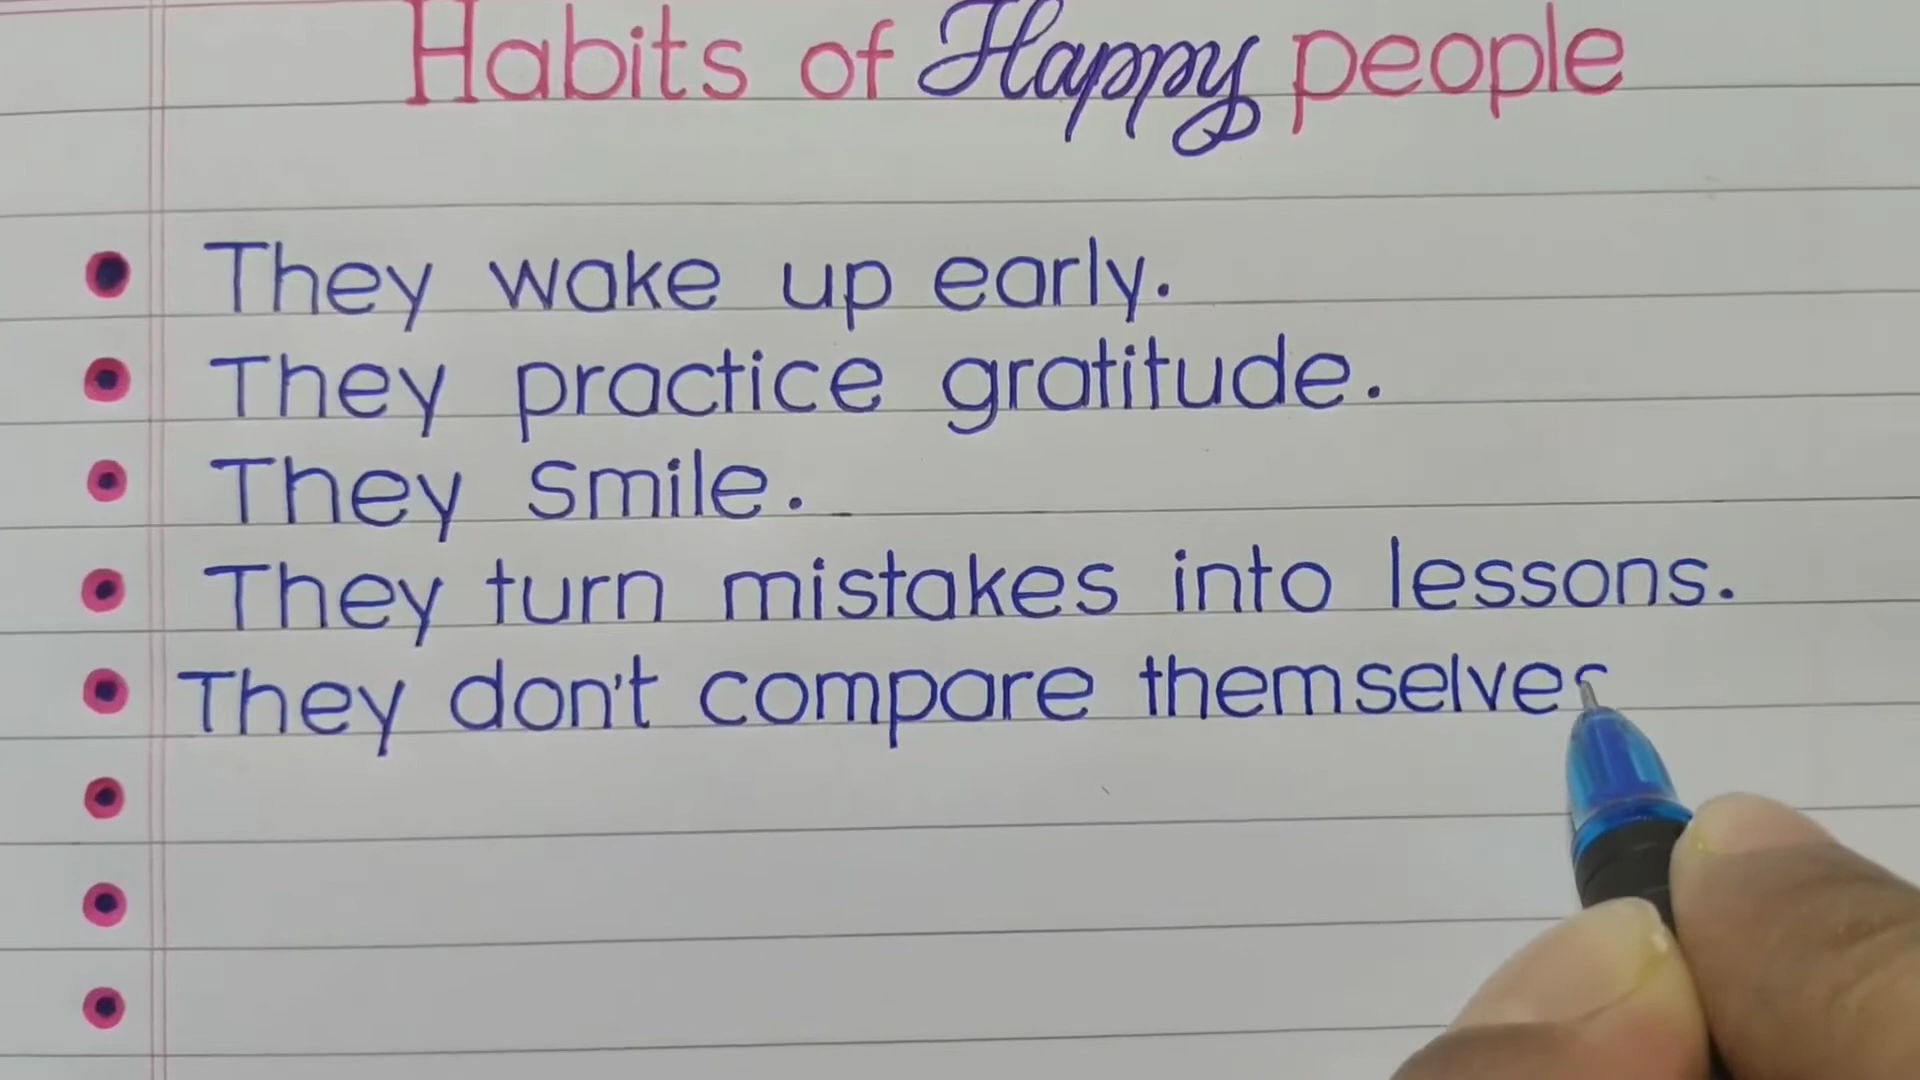 Habits of Happy people
They wake up early.
They practice gratitude.
They smile.
They turn mistakes into lessons.
They don't compare themselves